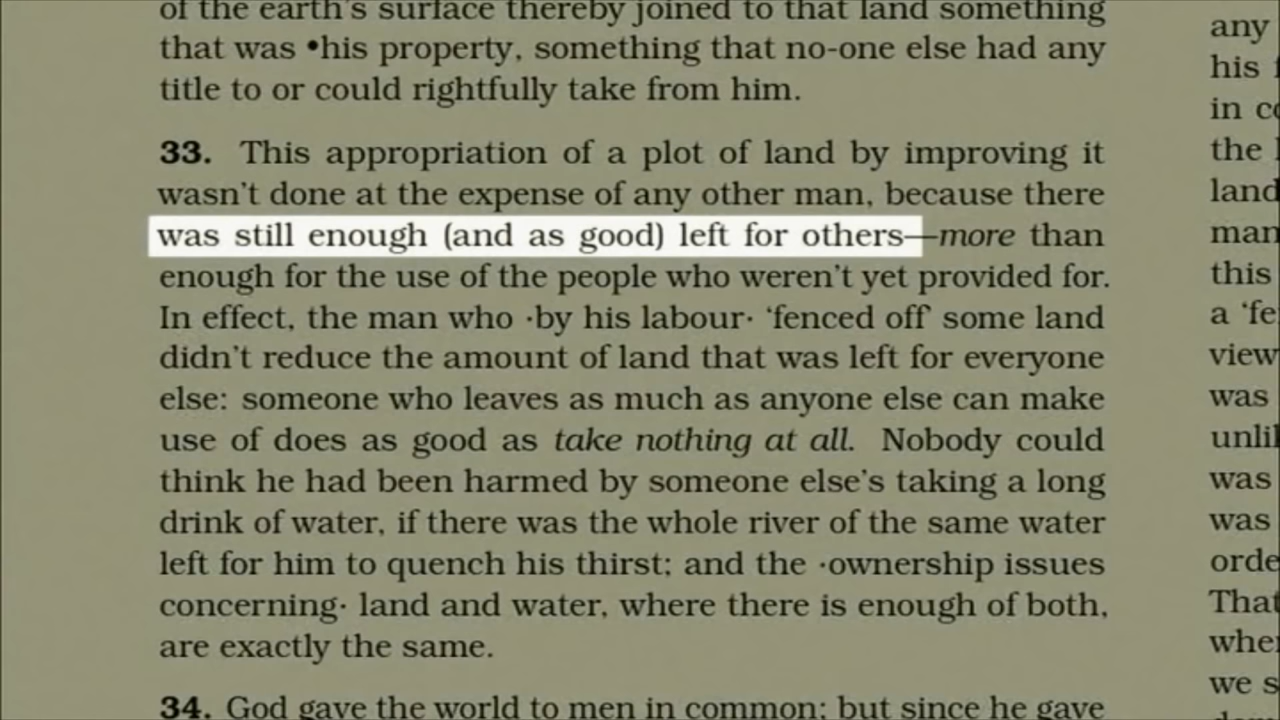 of the earth's surface thereby joined to that land something
that was •his property, something that no-one else had any
title to or could rightfully take from him.
33. This appropriation of a plot of land by improving it
wasn't done at the expense of any other man, because there
was still enough (and as good) left for others—more than
enough for the use of the people who weren't yet provided for.
In effect, the man who ·by his labour· ‘fenced off’ some land
didn't reduce the amount of land that was left for everyone
else: someone who leaves as much as anyone else can make
use of does as good as take nothing at all. Nobody could
think he had been harmed by someone else's taking a long
drink of water, if there was the whole river of the same water
left for him to quench his thirst; and the ·ownership issues
concerning· land and water, where there is enough of both,
are exactly the same.
34. God gave the world to men in common; but since he gave
any
his
in
the
land
man
this
a ‘fe
view
was
was
was
orde
That
whe
we s